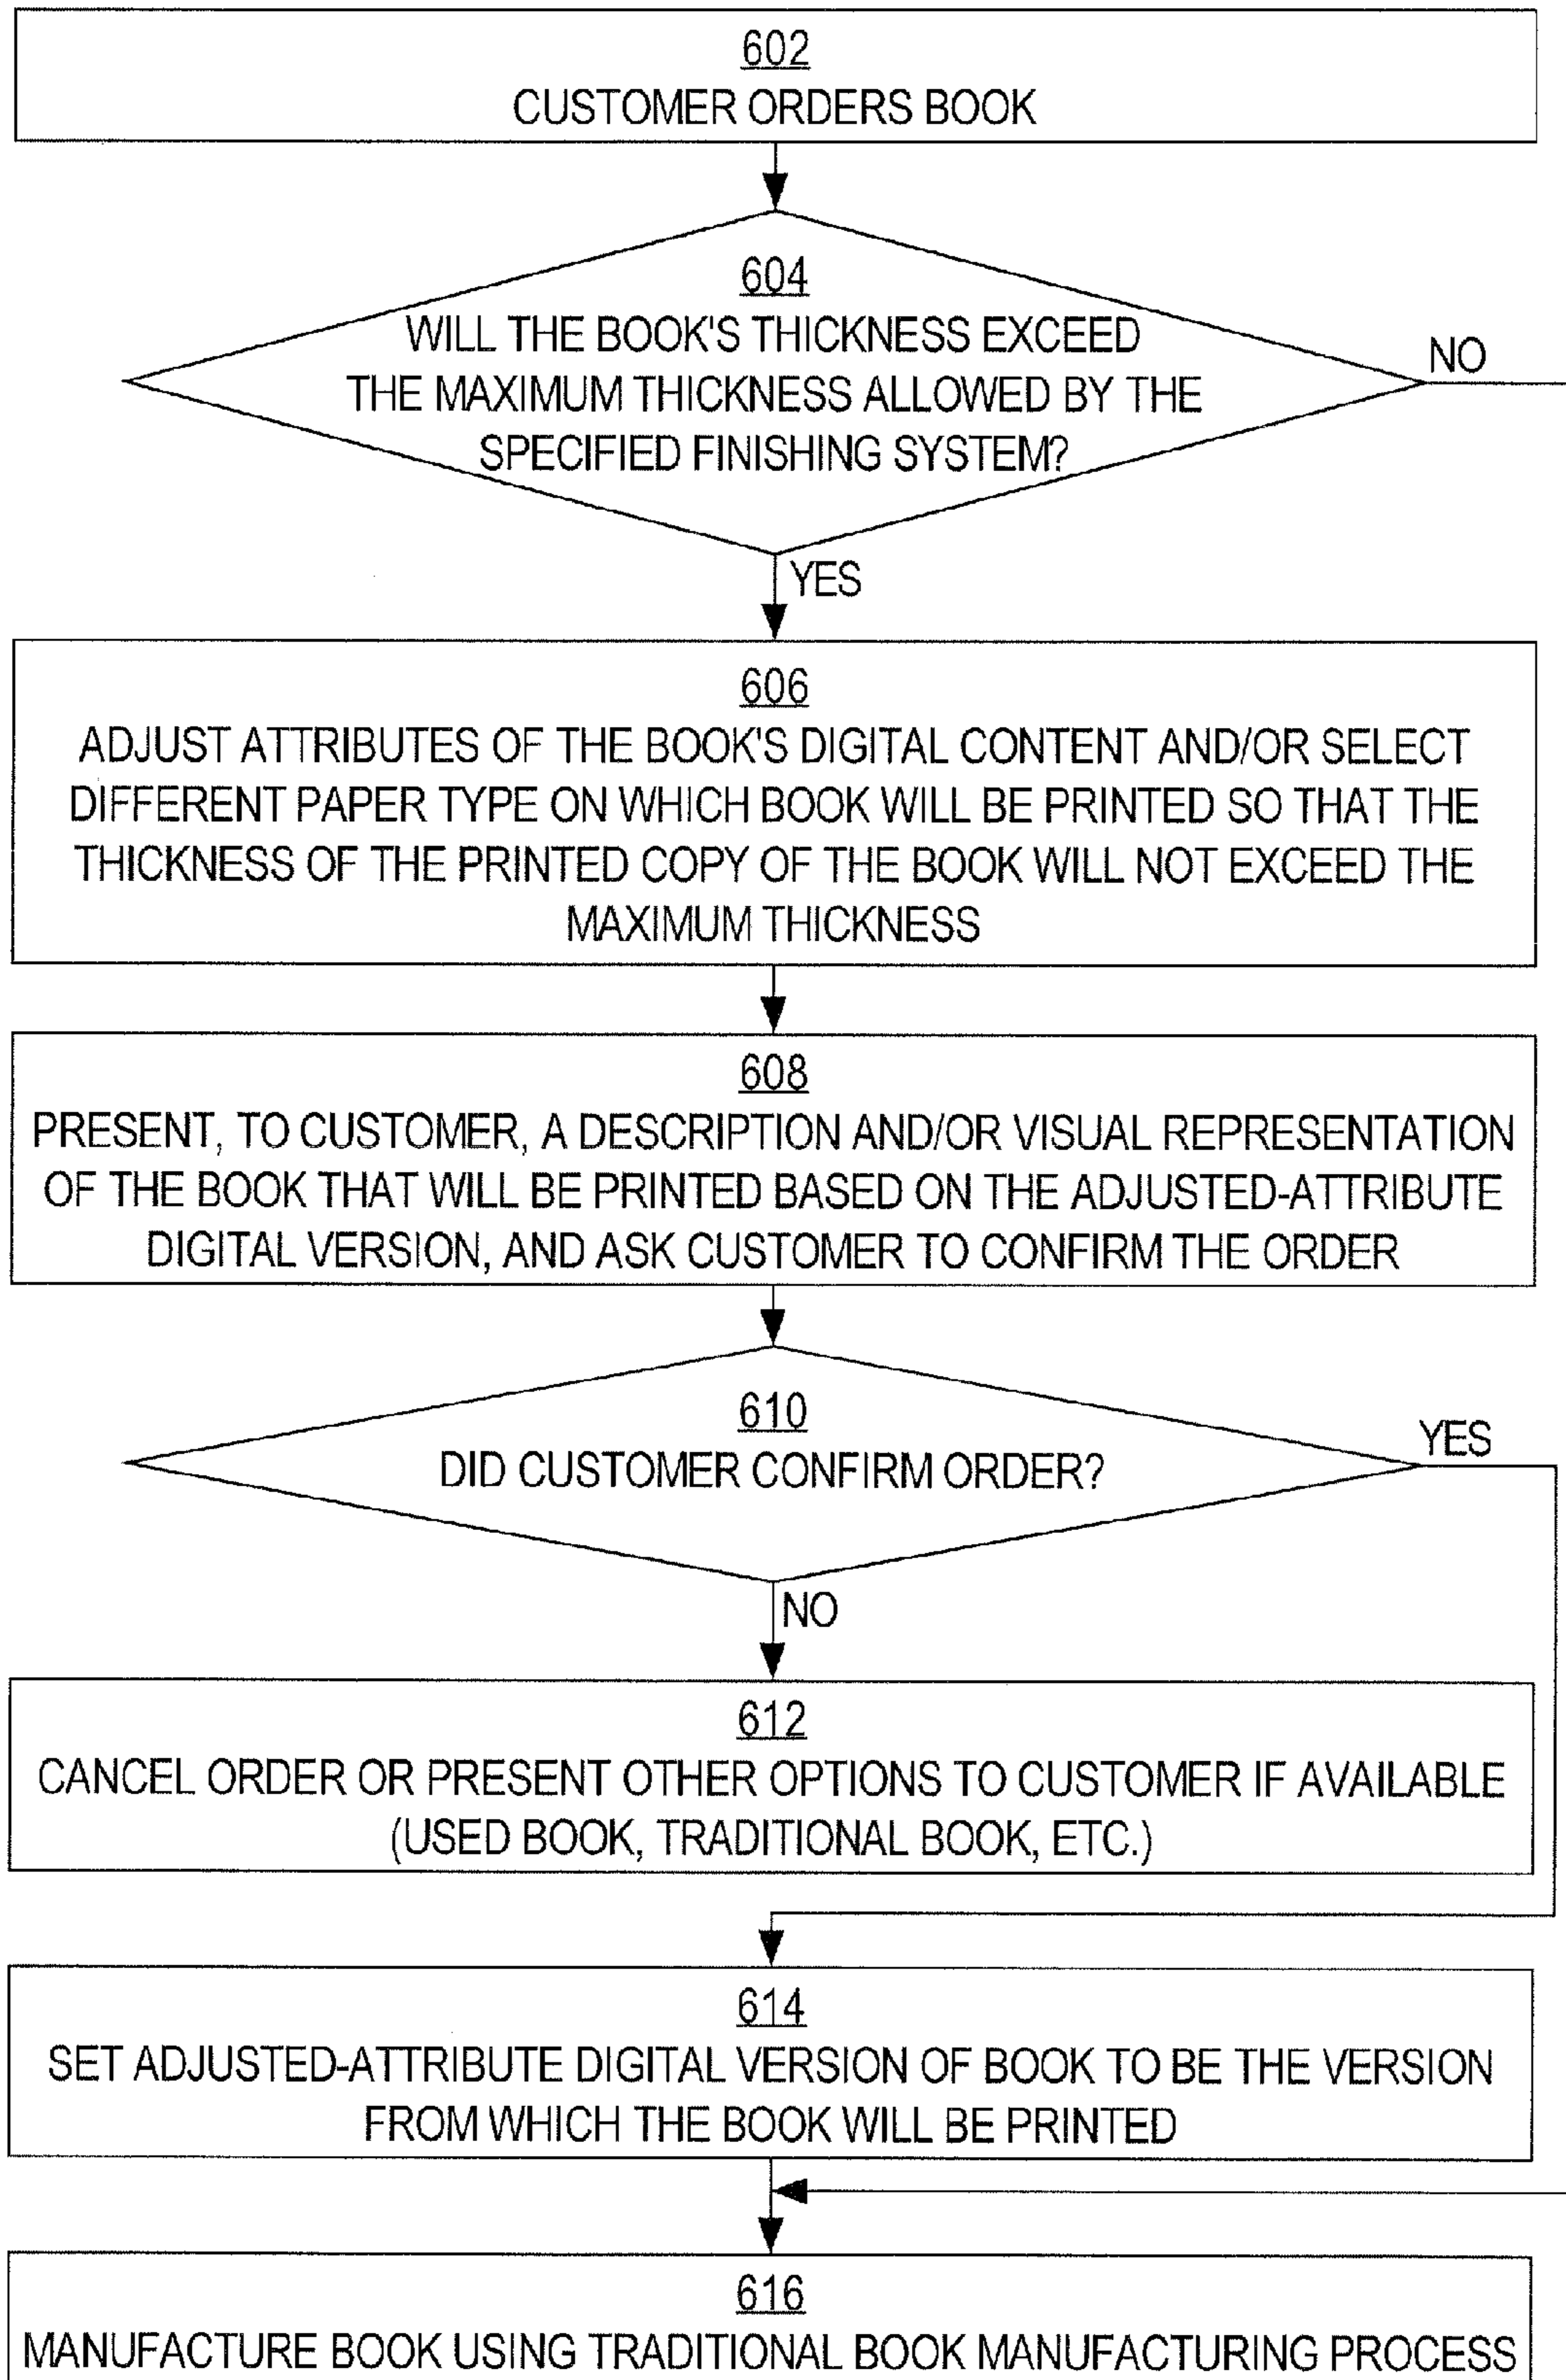 602
CUSTOMER ORDERS BOOK
604
WILL THE BOOK'S THICKNESS EXCEED
THE MAXIMUM THICKNESS ALLOWED BY THE
SPECIFIED FINISHING SYSTEM?
NO
YES
606
ADJUST ATTRIBUTES OF THE BOOK'S DIGITAL CONTENT AND/OR SELECT
DIFFERENT PAPER TYPE ON WHICH BOOK WILL BE PRINTED SO THAT THE
THICKNESS OF THE PRINTED COPY OF THE BOOK WILL NOT EXCEED THE
MAXIMUM THICKNESS
608
PRESENT, TO CUSTOMER, A DESCRIPTION AND/OR VISUAL REPRESENTATION
OF THE BOOK THAT WILL BE PRINTED BASED ON THE ADJUSTED-ATTRIBUTE
DIGITAL VERSION, AND ASK CUSTOMER TO CONFIRM THE ORDER
610
DID CUSTOMER CONFIRM ORDER?
YES
NO
612
CANCEL ORDER OR PRESENT OTHER OPTIONS TO CUSTOMER IF AVAILABLE
(USED BOOK, TRADITIONAL BOOK, ETC.)
614
SET ADJUSTED-ATTRIBUTE DIGITAL VERSION OF BOOK TO BE THE VERSION
FROM WHICH THE BOOK WILL BE PRINTED
616
MANUFACTURE BOOK USING TRADITIONAL BOOK MANUFACTURING PROCESS